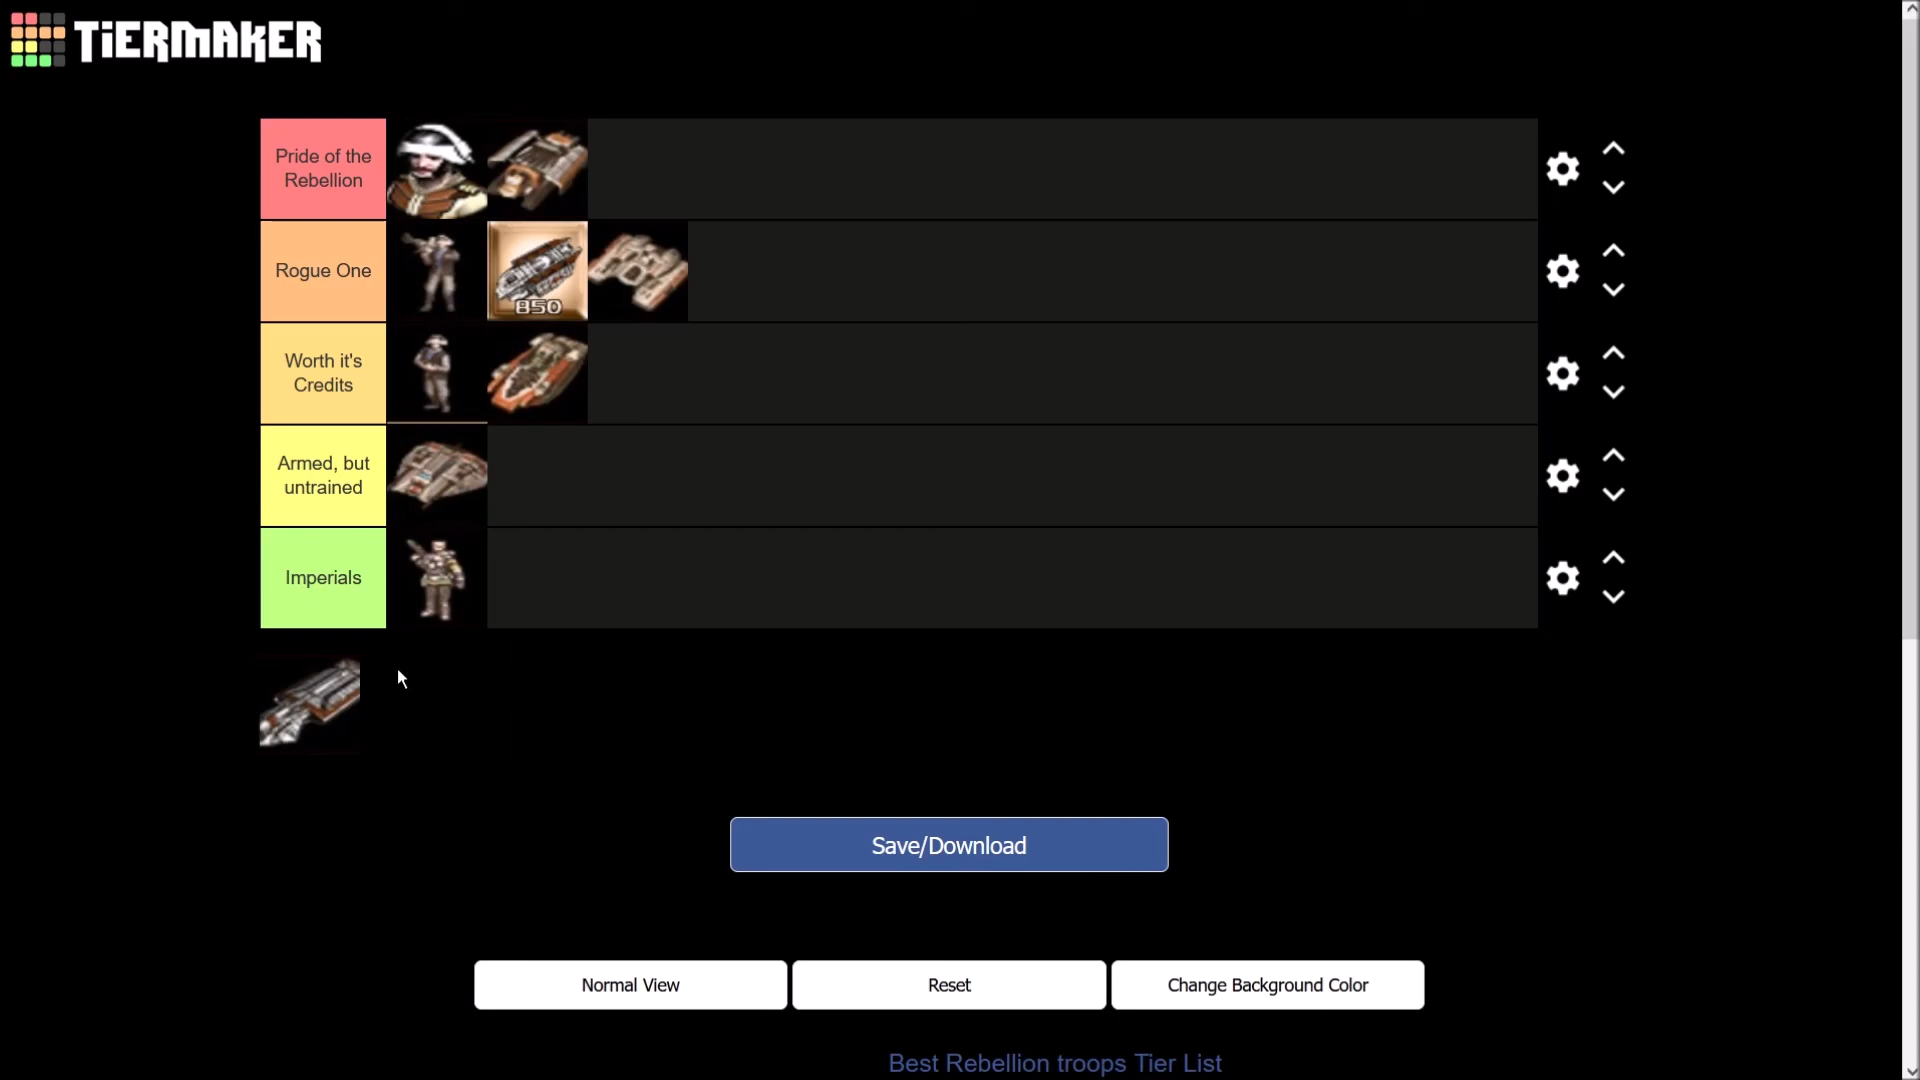 TiERMAKER
Pride of the
Rebellion
Rogue One
850
Worth it's
Credits
Armed, but
untrained
Imperials
Save/Download
Normal View
Reset
Change Background Color
Best Rebellion troops Tier List